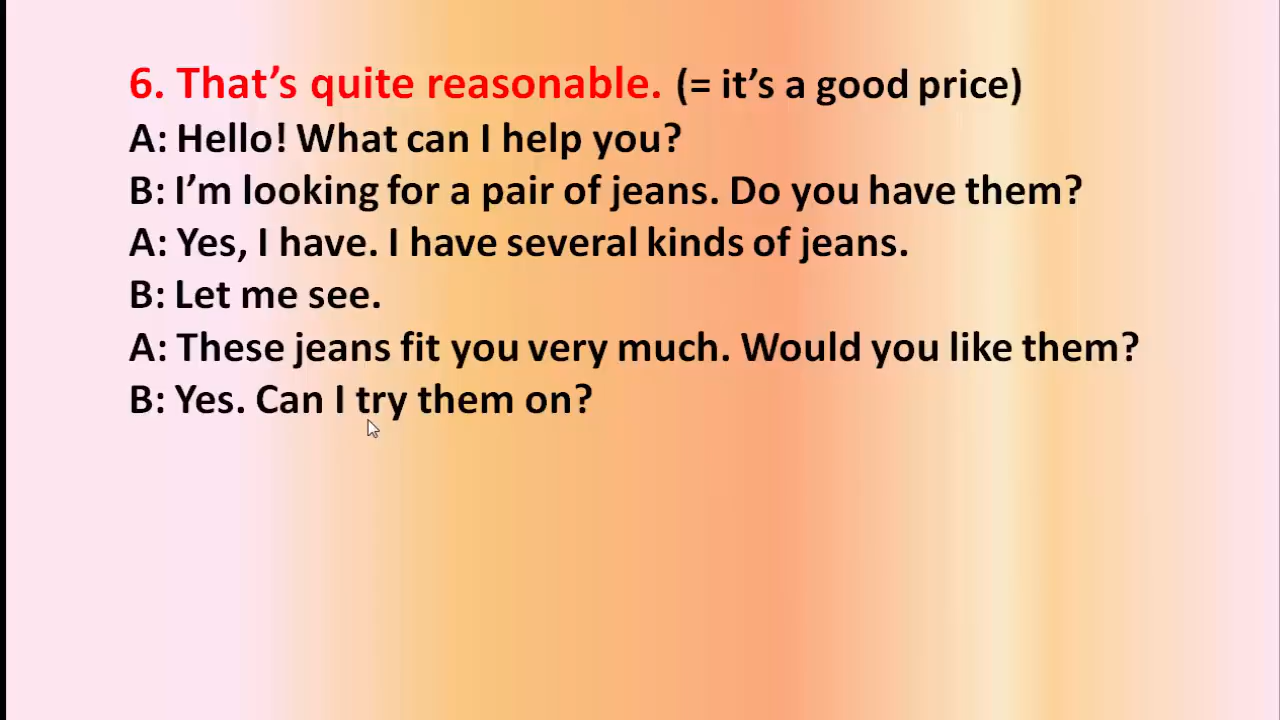 6. That’s quite reasonable. (= it’s a good price)
A: Hello! What can I help you?
B: I’m looking for a pair of jeans. Do you have them?
A: Yes, I have. I have several kinds of jeans.
B: Let me see.
A: These jeans fit you very much. Would you like them?
B: Yes. Can I try them on?